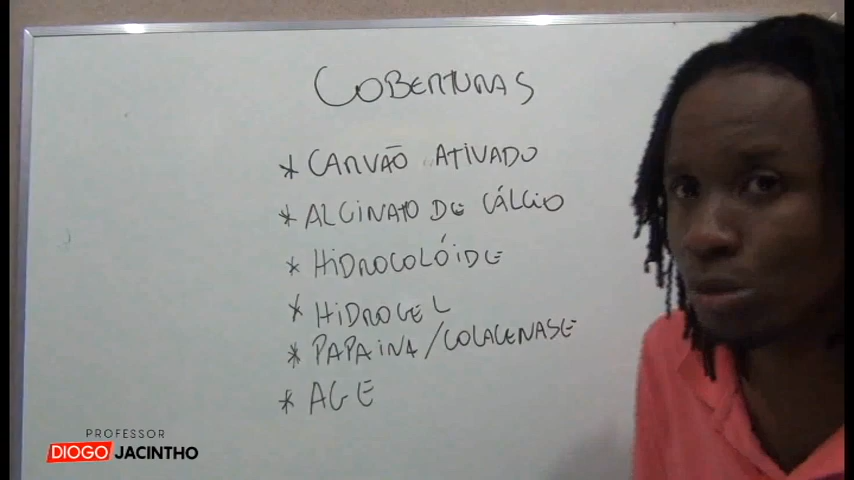 COBERTURAS
* CARVÃO ATIVADO
* ALGINATO DE CÁLCIO
* HIDROCOLÓIDE
* HIDROGEL
* PAPAINA/COLAGENASE
* AGE
PROFESSOR
DIOGO JACINTHO